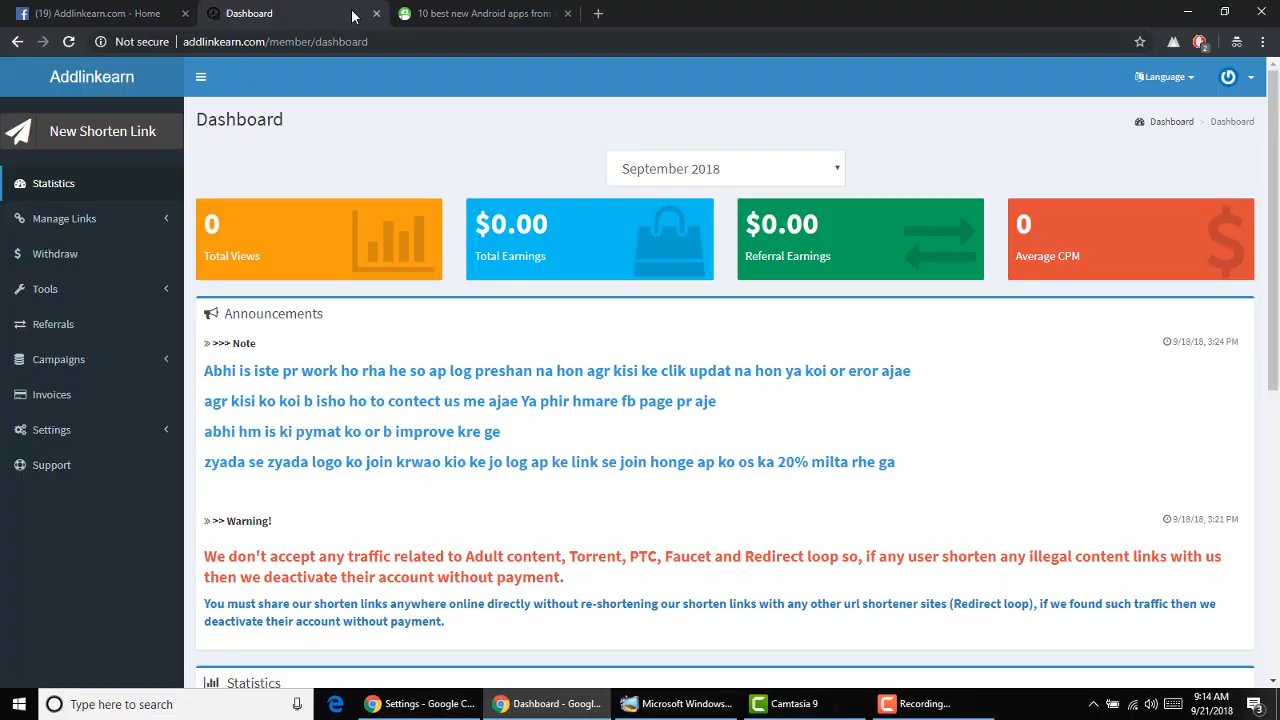 (19) Addlinkearn.com - Home
Dashboard
10 best new Android apps from
Not secure
addlinkearn.com/member/dashboard
2
Addlinkearn
Language
New Shorten Link
Dashboard
Dashboard > Dashboard
September 2018
Statistics
Manage Links
Withdraw
Tools
Referrals
Campaigns
Invoices
Settings
Support
0
Total Views
$0.00
Total Earnings
$0.00
Referral Earnings
0
Average CPM
Announcements
» >>> Note
9/18/18, 3:24 PM
Abhi is iste pr work ho rha he so ap log preshan na hon agr kisi ke clik updat na hon ya koi or eror ajae
agr kisi ko koi b isho ho to contect us me ajae Ya phir hmare fb page pr aje
abhi hm is ki pymat ko or b improve kre ge
zyada se zyada logo ko join krwao kio ke jo log ap ke link se join honge ap ko os ka 20% milta rhe ga
» >> Warning!
9/18/18, 3:21 PM
We don't accept any traffic related to Adult content, Torrent, PTC, Faucet and Redirect loop so, if any user shorten any illegal content links with us
then we deactivate their account without payment.
You must share our shorten links anywhere online directly without re-shortening our shorten links with any other url shortener sites (Redirect loop), if we found such traffic then we
deactivate their account without payment.
Statistics
Type here to search
Settings - Google C...
Dashboard - Googl...
Microsoft Windows...
Camtasia 9
Recording...
9:14 AM
9/21/2018
3